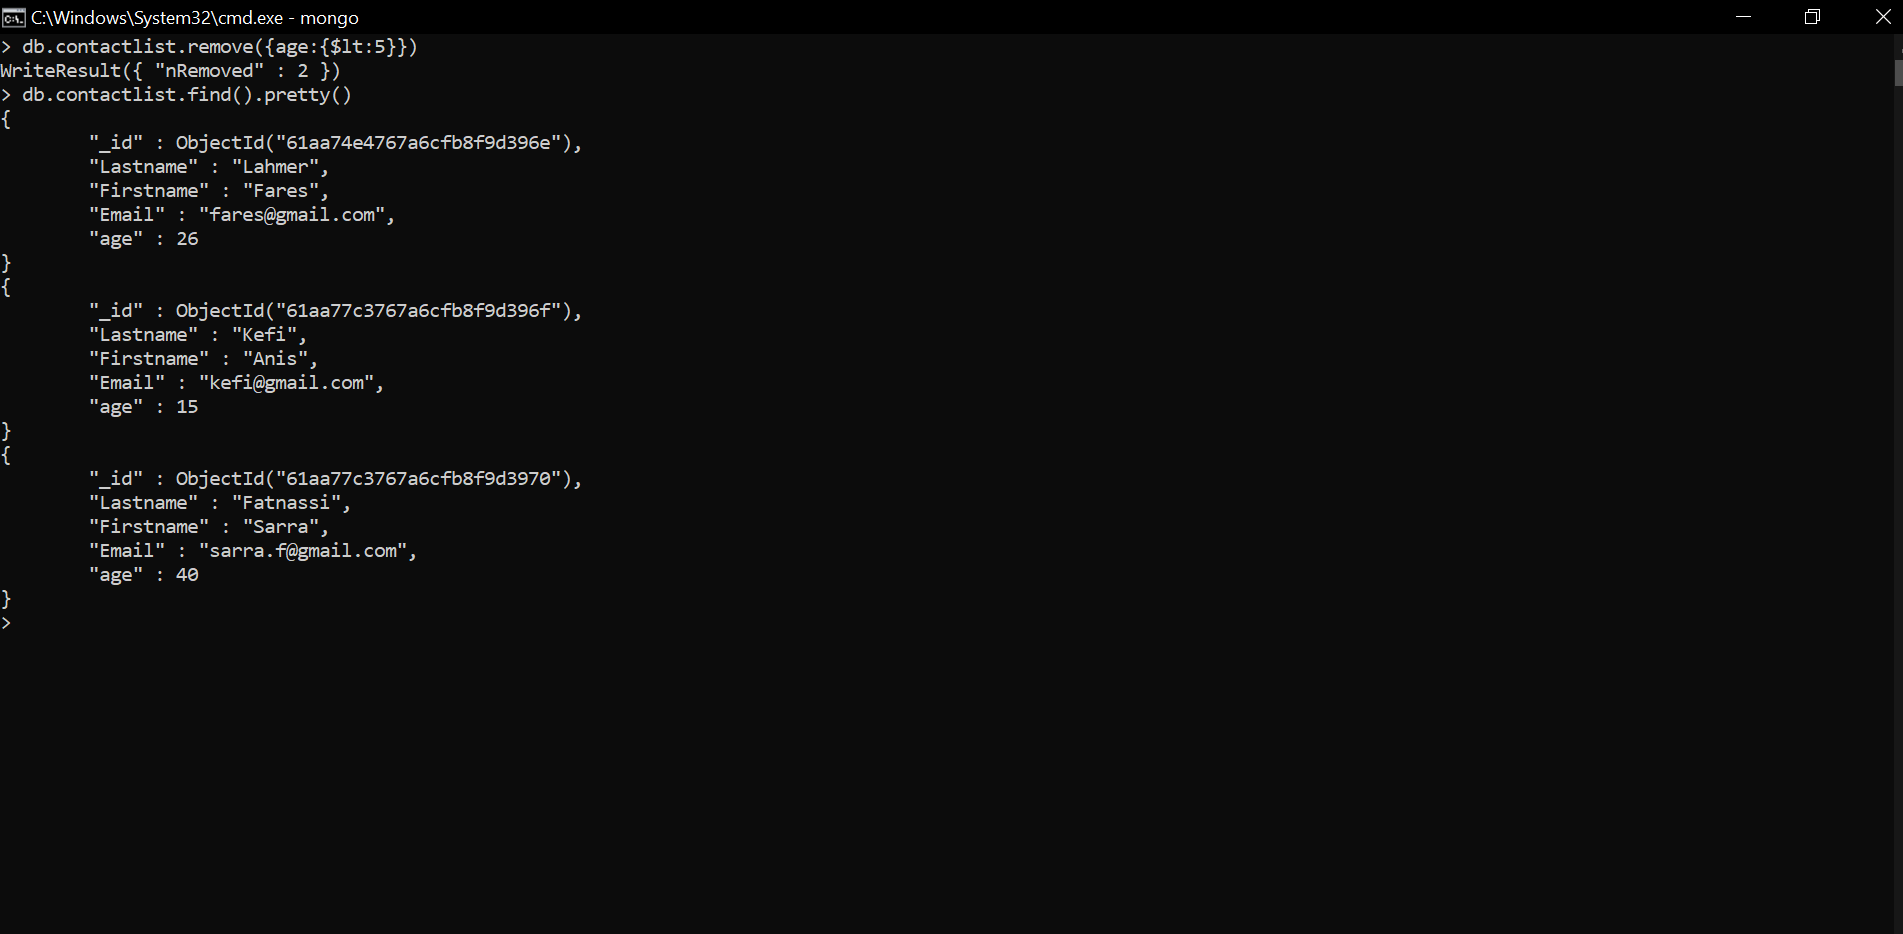 C:\Windows\System32\cmd.exe - mongo
> db.contactlist.remove({age:{$lt:5}})
WriteResult({ "nRemoved" : 2 })
> db.contactlist.find().pretty()
{
        "_id" : ObjectId("61aa74e4767a6cfb8f9d396e"),
        "Lastname" : "Lahmer",
        "Firstname" : "Fares",
        "Email" : "fares@gmail.com",
        "age" : 26
}
{
        "_id" : ObjectId("61aa77c3767a6cfb8f9d396f"),
        "Lastname" : "Kefi",
        "Firstname" : "Anis",
        "Email" : "kefi@gmail.com",
        "age" : 15
}
{
        "_id" : ObjectId("61aa77c3767a6cfb8f9d3970"),
        "Lastname" : "Fatnassi",
        "Firstname" : "Sarra",
        "Email" : "sarra.f@gmail.com",
        "age" : 40
}
>